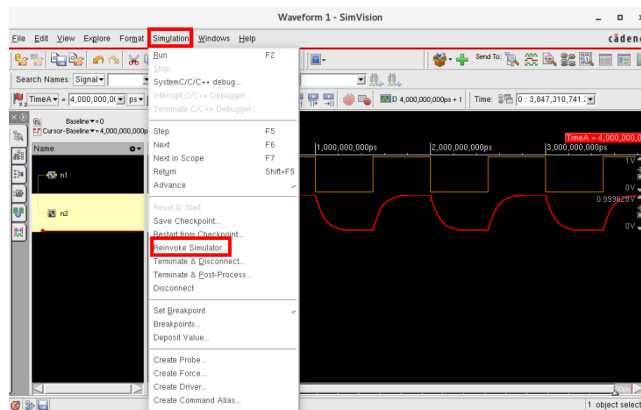 Waveform 1 - SimVision
File Edit View Explore Format Simulation Windows Help
cādenc
Send To:
Search Names: Signal
TimeA = 4,000,000,0( ps
D 4,000,000,000ps + 1
Time: 0 : 3,847,310,741.
Baseline = 0
Cursor-Baseline = 4,000,000,000p
Name
n1
n2
Run F2
Stop
SystemC/C/C++ debug...
Interrupt C/C++ Debugger...
Terminate C/C++ Debugger...
Step F5
Next F6
Next in Scope F7
Return Shift+F5
Advance
Reset to Start
Save Checkpoint...
Restart from Checkpoint...
Reinvoke Simulator...
Terminate & Disconnect...
Terminate & Post-Process...
Disconnect
Set Breakpoint
Breakpoints...
Deposit Value...
Create Probe...
Create Force...
Create Driver...
Create Command Alias...
TimeA = 4,000,000,0
1,000,000,000ps
2,000,000,000ps
3,000,000,000ps
1V
0V
0.999628V
0V
1 object select